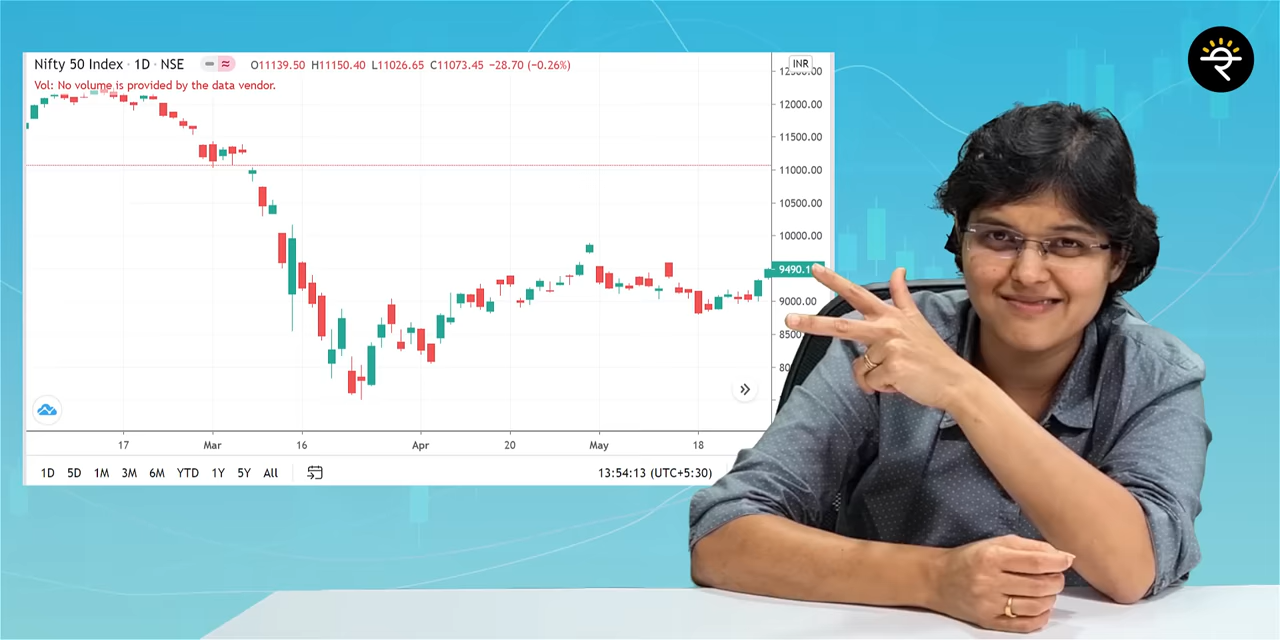 Nifty 50 Index · 1D · NSE
O11139.50 H11150.40 L11026.65 C11073.45 −28.70 (−0.26%)
INR
Vol: No volume is provided by the data vendor.
12000.00
11500.00
11000.00
10500.00
10000.00
9490.1
9000.00
8500
80
17 Mar 16 Apr 20 May 18
1D 5D 1M 3M 6M YTD 1Y 5Y All
13:54:13 (UTC+5:30)